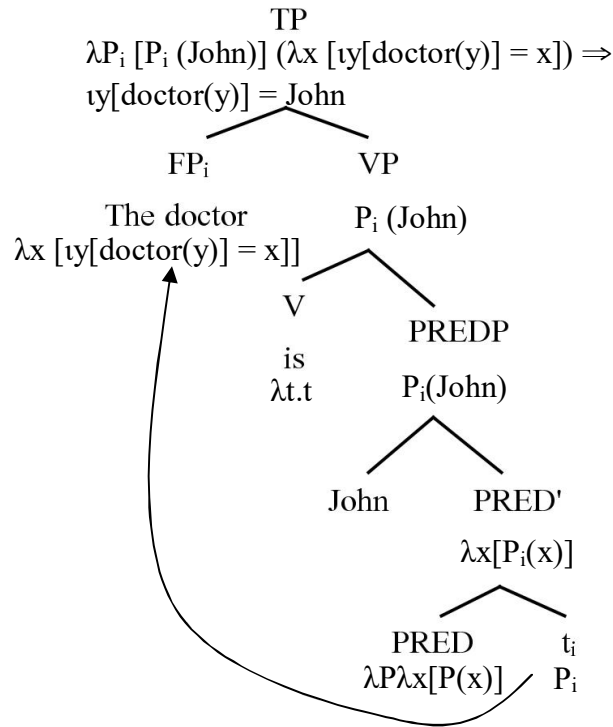 TP
λPᵢ [Pᵢ (John)] (λx [ιy[doctor(y)] = x]) ⇒
ιy[doctor(y)] = John
FPᵢ VP
The doctor Pᵢ (John)
λx [ιy[doctor(y)] = x]]
V PREDP
is
λt.t Pᵢ(John)
John PRED'
λx[Pᵢ(x)]
PRED tᵢ
λPλx[P(x)] Pᵢ